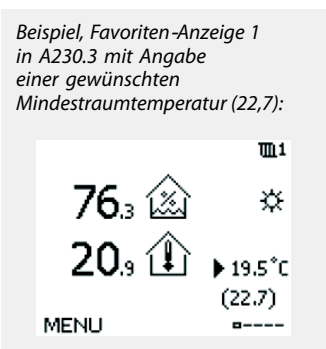 Beispiel, Favoriten-Anzeige 1
in A230.3 mit Angabe
einer gewünschten
Mindestraumtemperatur (22,7):
1
76.3 %
20.9 19.5°C
(22.7)
MENU